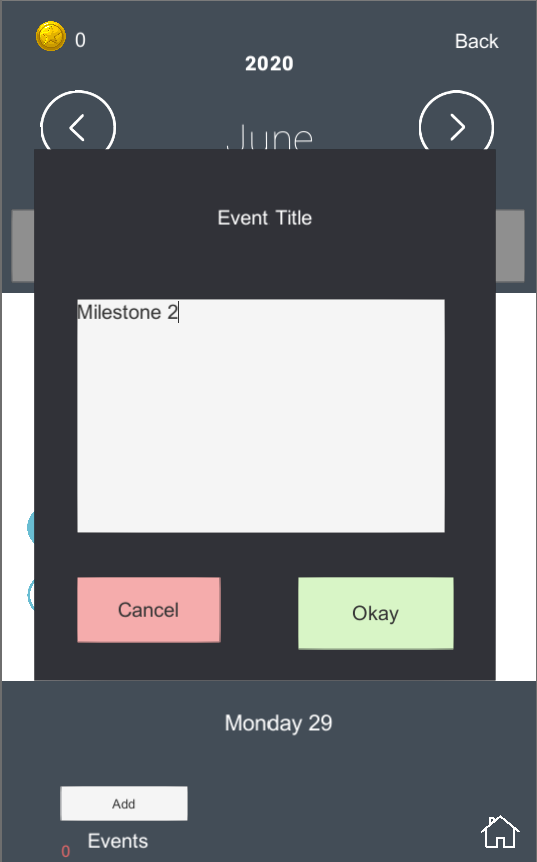 0
Back
2020
June
Event Title
Milestone 2
Cancel
Okay
Monday 29
Add
0 Events